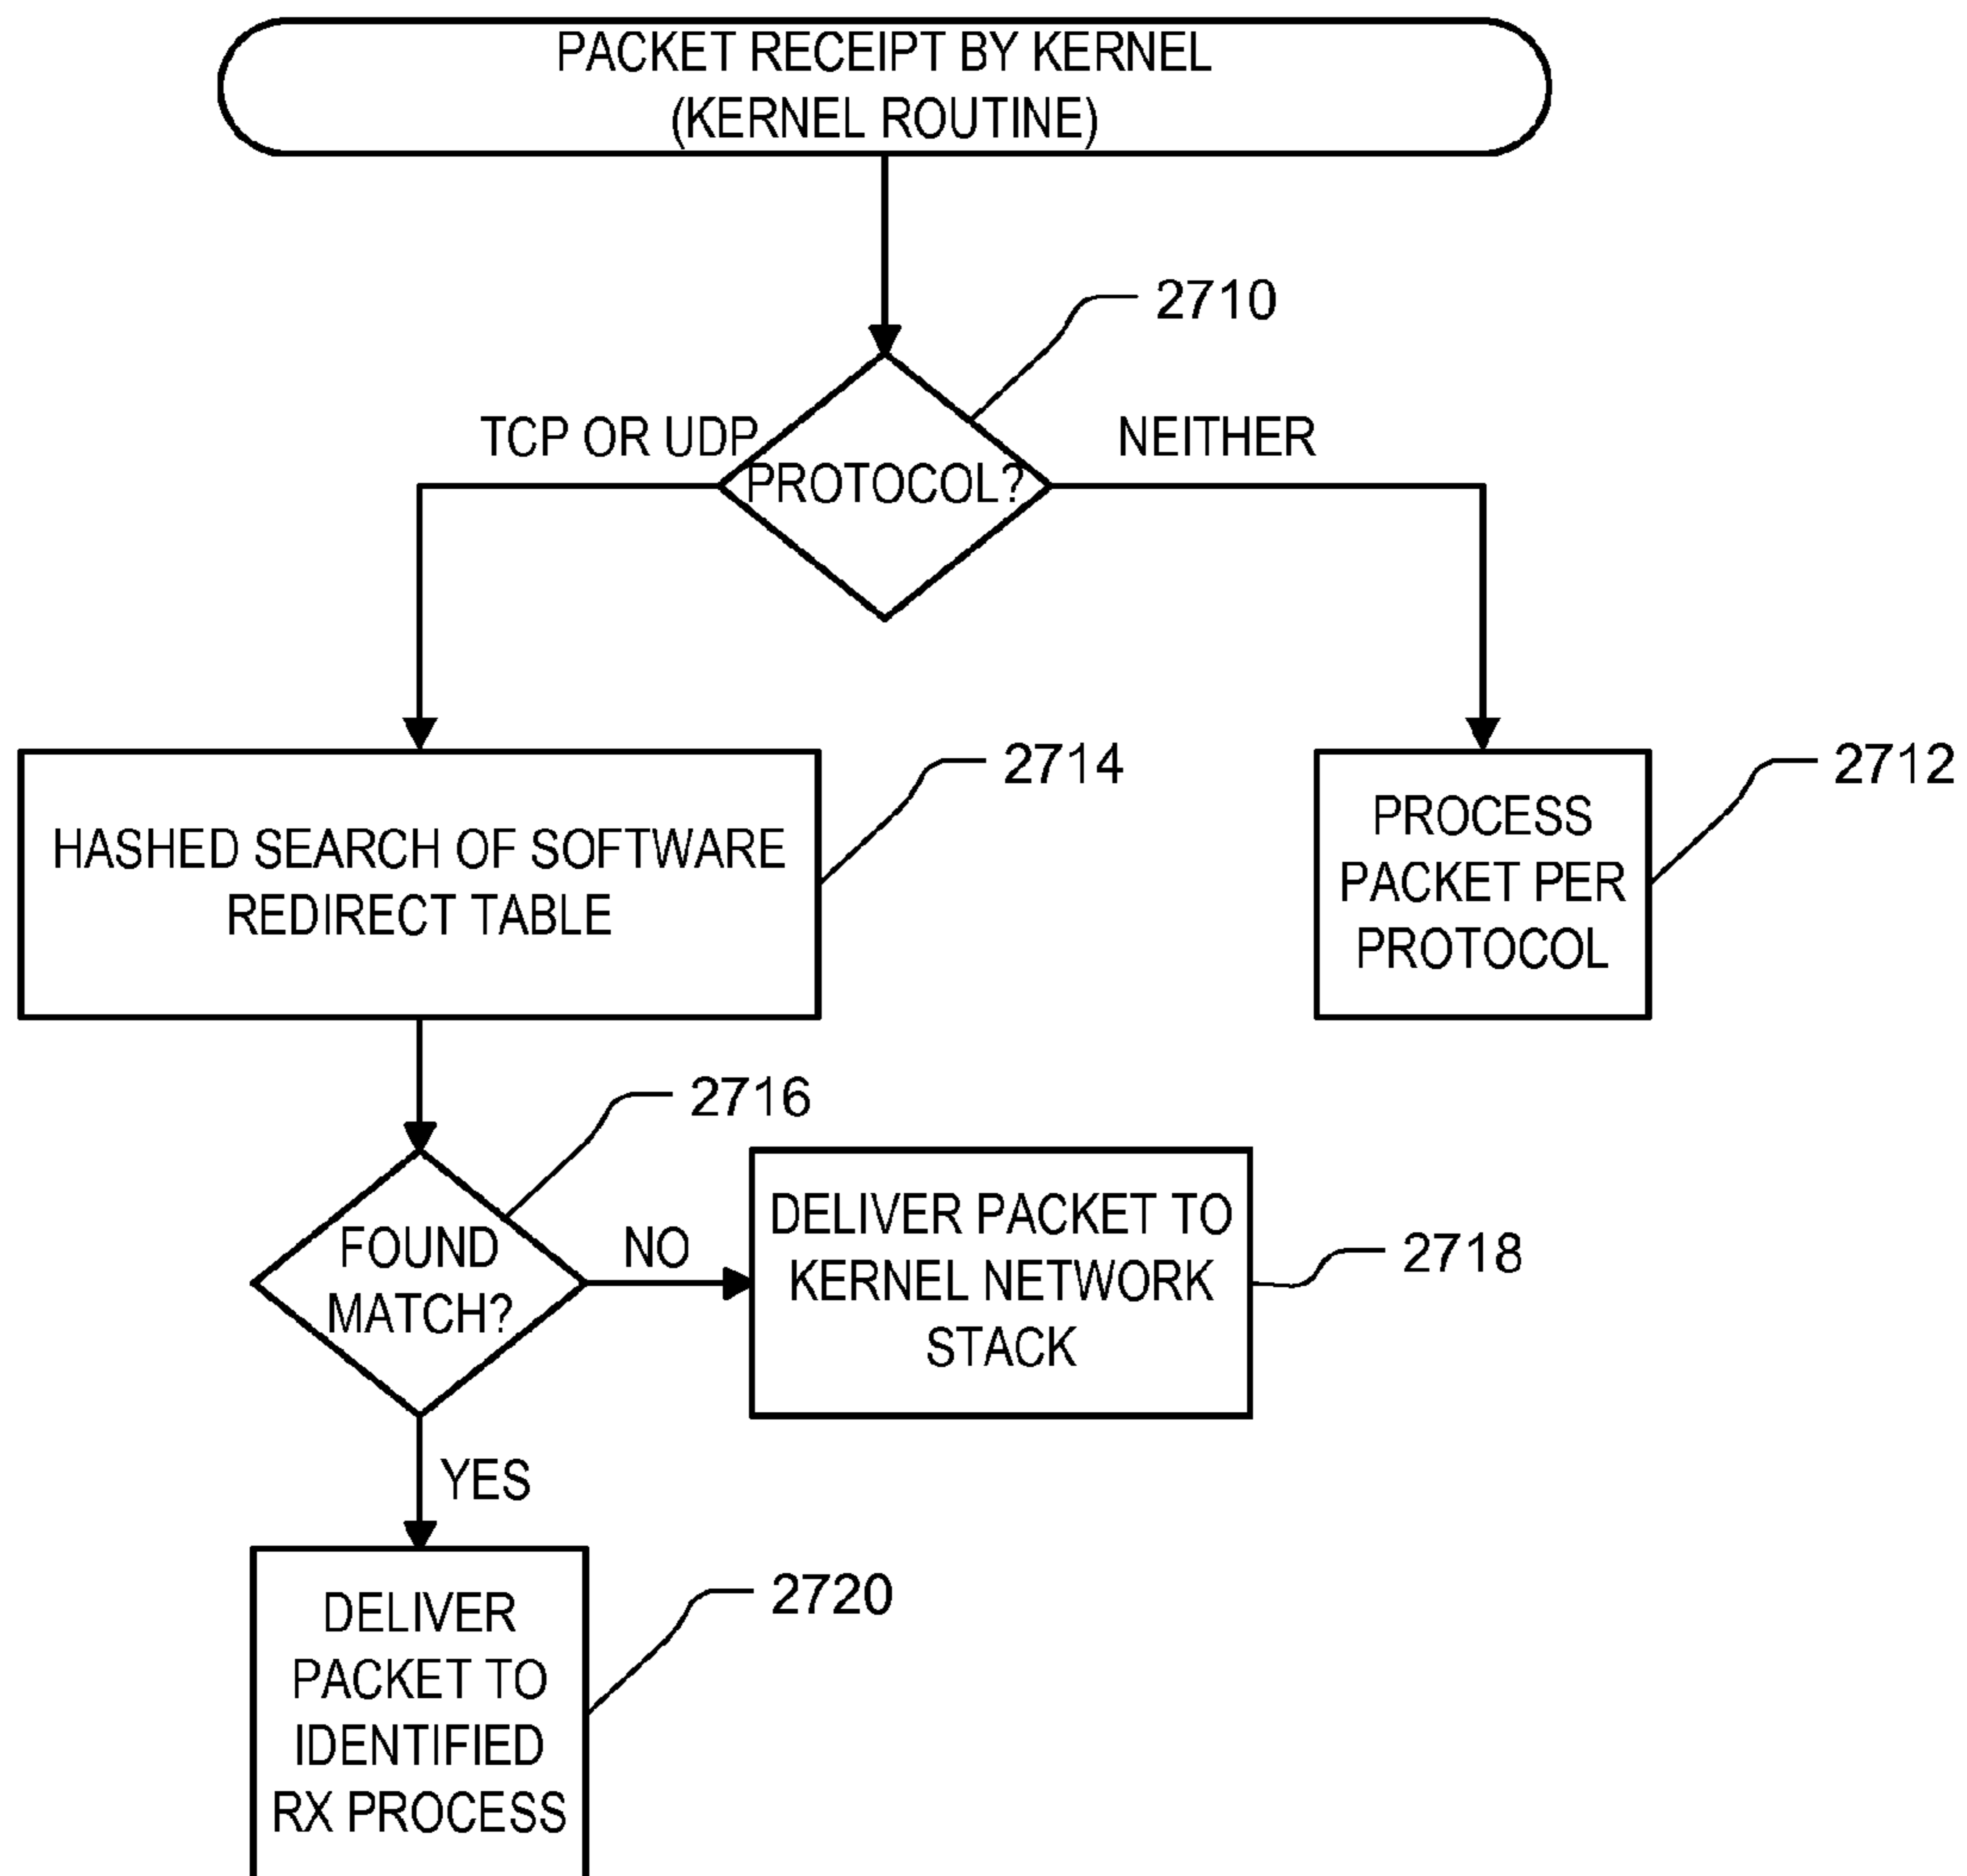 PACKET RECEIPT BY KERNEL
(KERNEL ROUTINE)
2710
TCP OR UDP
NEITHER
PROTOCOL?
2714
2712
HASHED SEARCH OF SOFTWARE
REDIRECT TABLE
PROCESS
PACKET PER
PROTOCOL
2716
FOUND
MATCH?
NO
DELIVER PACKET TO
KERNEL NETWORK
STACK
2718
YES
2720
DELIVER
PACKET TO
IDENTIFIED
RX PROCESS